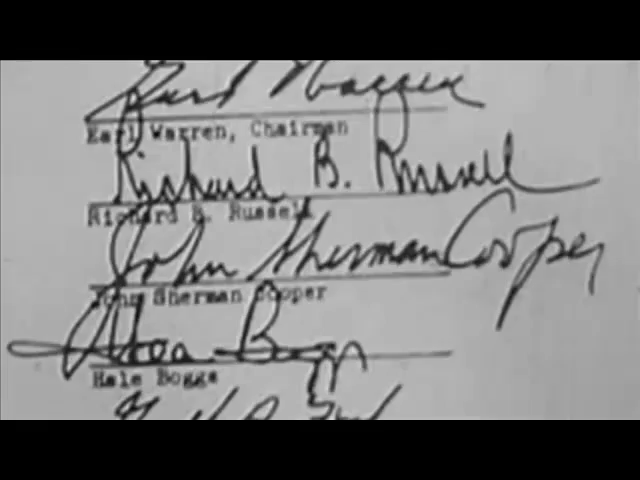 Earl Warren
Earl Warren, Chairman
Richard B. Russell
Richard B. Russell
John Sherman Cooper
John Sherman Cooper
Hale Boggs
Hale Boggs